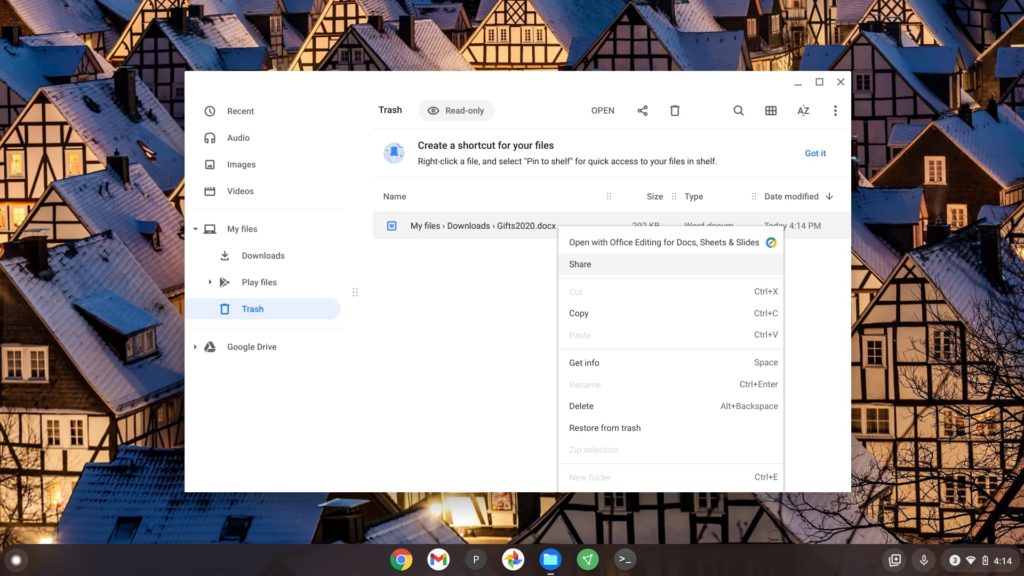 Recent
Audio
Images
Videos
My files
Downloads
Play files
Trash
Google Drive
Trash Read-only OPEN AZ
Create a shortcut for your files
Right-click a file, and select "Pin to shelf" for quick access to your files in shelf.
Got it
Name Size Type Date modified
My files › Downloads › Gifts2020.docx 292 KB Word docum Today 4:14 PM
Open with Office Editing for Docs, Sheets & Slides
Share
Cut Ctrl+X
Copy Ctrl+C
Paste Ctrl+V
Get info Space
Rename Ctrl+Enter
Delete Alt+Backspace
Restore from trash
Zip selection
New folder Ctrl+E
P 3 4:14